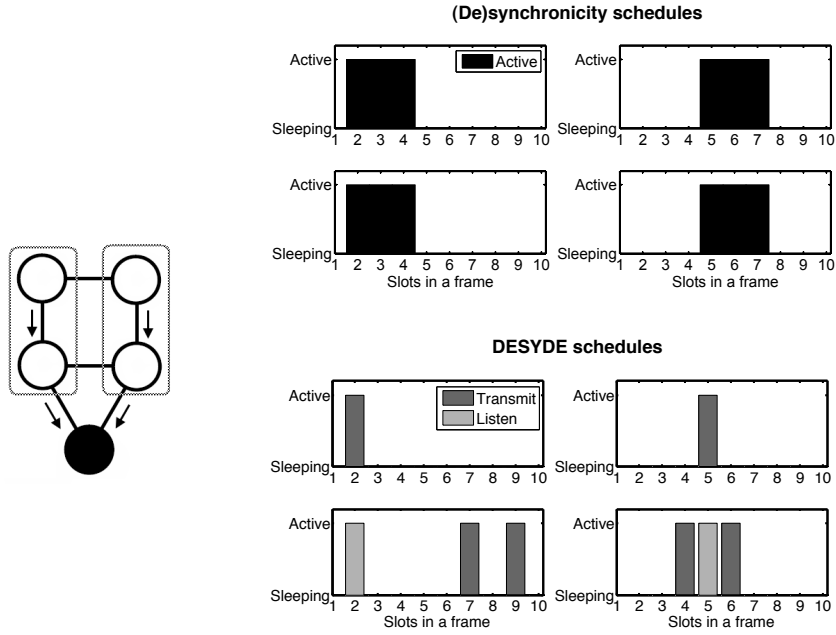 (De)synchronicity schedules
Active
Active
Sleeping
1 2 3 4 5 6 7 8 9 10
Active
Sleeping
1 2 3 4 5 6 7 8 9 10
Active
Sleeping
1 2 3 4 5 6 7 8 9 10
Slots in a frame
Active
Sleeping
1 2 3 4 5 6 7 8 9 10
Slots in a frame
DESYDE schedules
Active
Transmit
Listen
Sleeping
1 2 3 4 5 6 7 8 9 10
Active
Sleeping
1 2 3 4 5 6 7 8 9 10
Active
Sleeping
1 2 3 4 5 6 7 8 9 10
Slots in a frame
Active
Sleeping
1 2 3 4 5 6 7 8 9 10
Slots in a frame